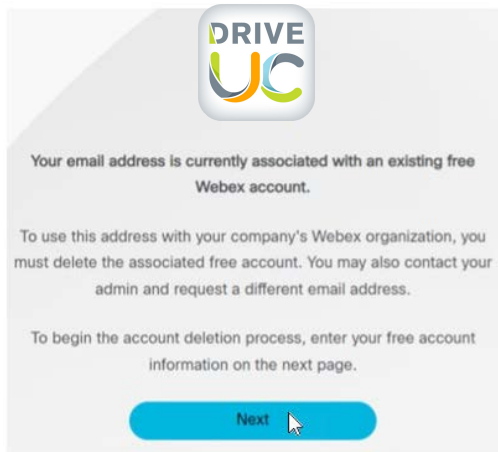 DRIVE
UC
Your email address is currently associated with an existing free
Webex account.
To use this address with your company's Webex organization, you
must delete the associated free account. You may also contact your
admin and request a different email address.
To begin the account deletion process, enter your free account
information on the next page.
Next